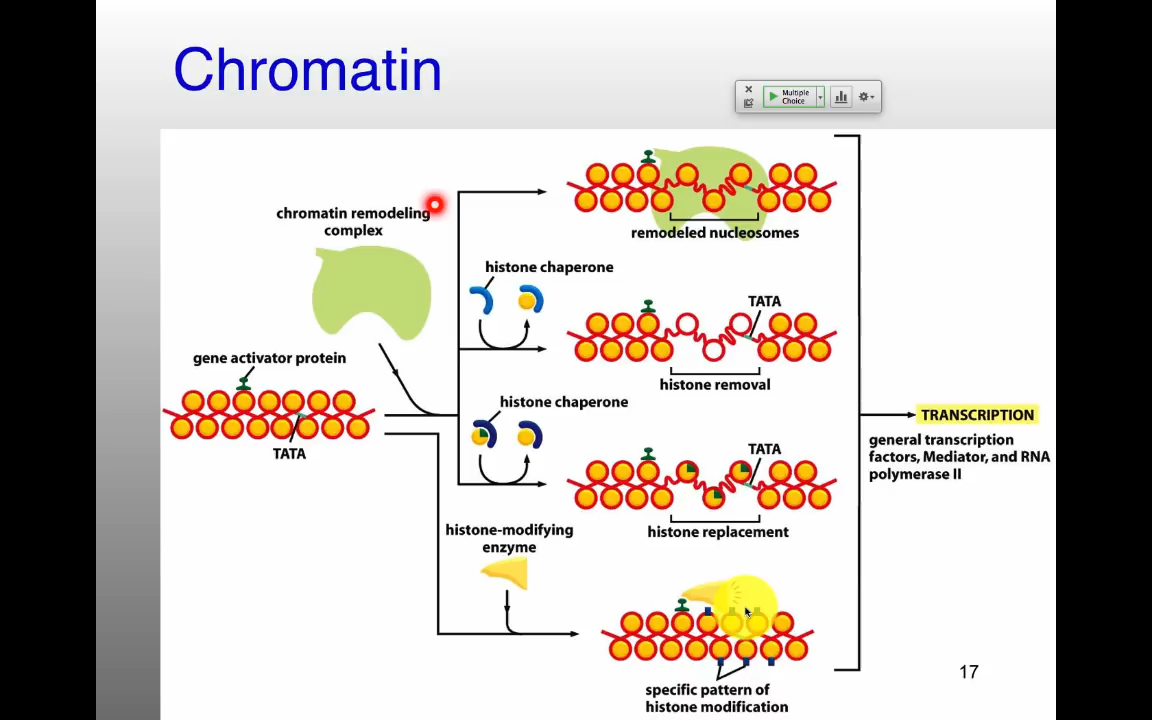 Chromatin
Multiple
Choice
chromatin remodeling
complex
remodeled nucleosomes
histone chaperone
TATA
gene activator protein
histone removal
histone chaperone
TRANSCRIPTION
general transcription
factors, Mediator, and RNA
polymerase II
TATA
TATA
histone-modifying
enzyme
histone replacement
specific pattern of
histone modification
17